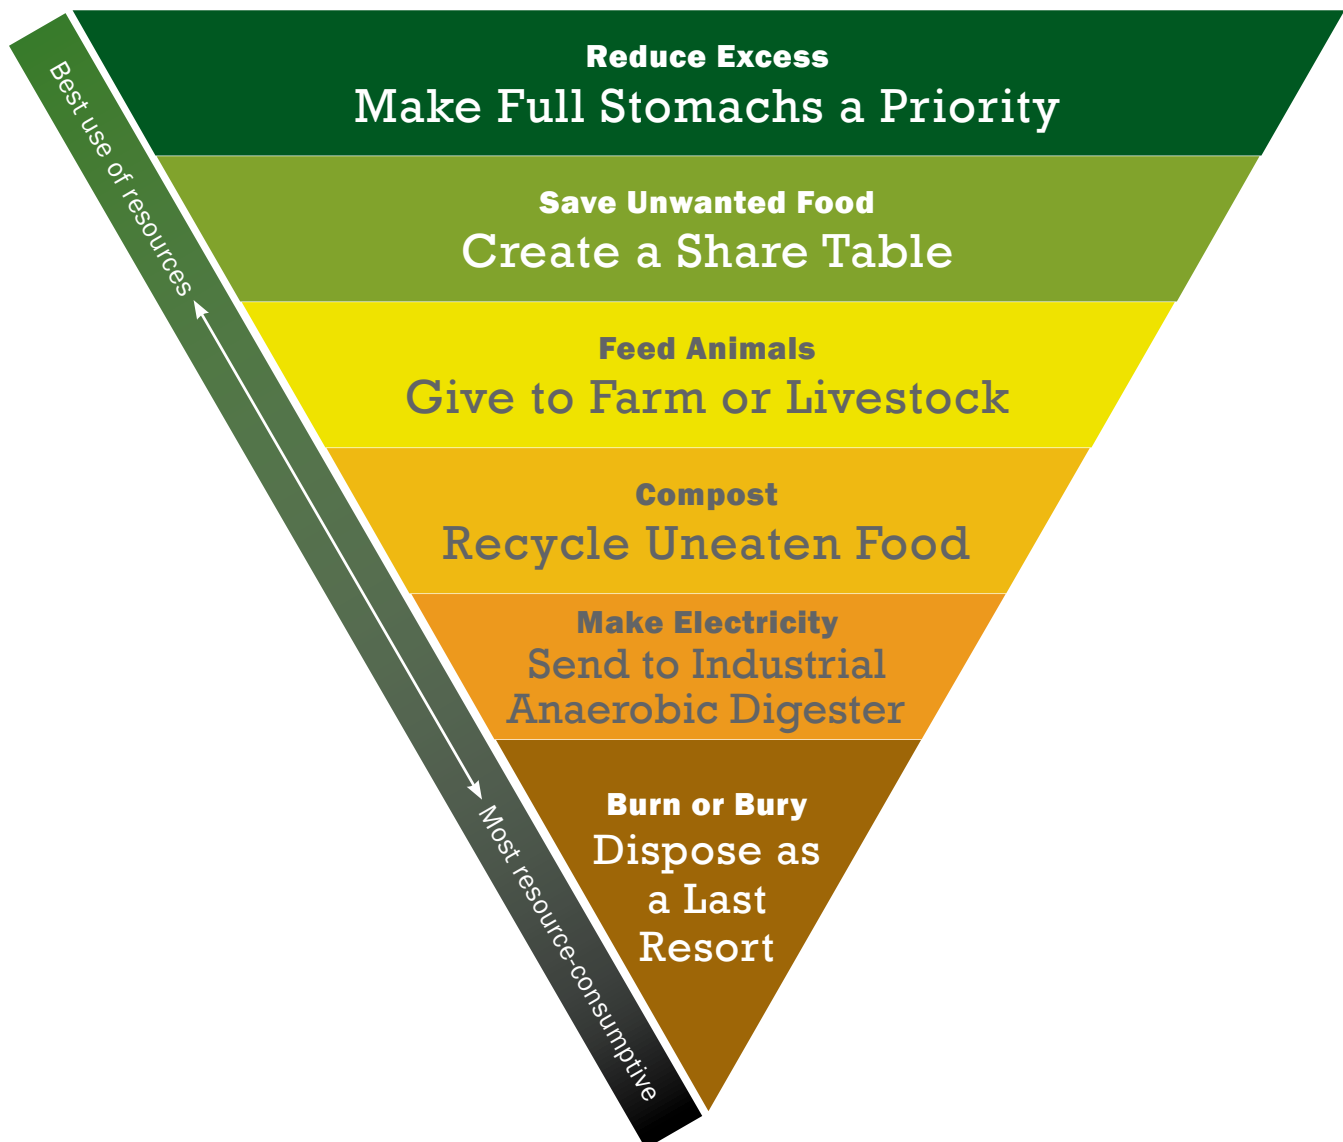 Reduce Excess
Make Full Stomachs a Priority
Save Unwanted Food
Create a Share Table
Feed Animals
Give to Farm or Livestock
Compost
Recycle Uneaten Food
Make Electricity
Send to Industrial
Anaerobic Digester
Burn or Bury
Dispose as
a Last
Resort
Best use of resources
Most resource-consumptive